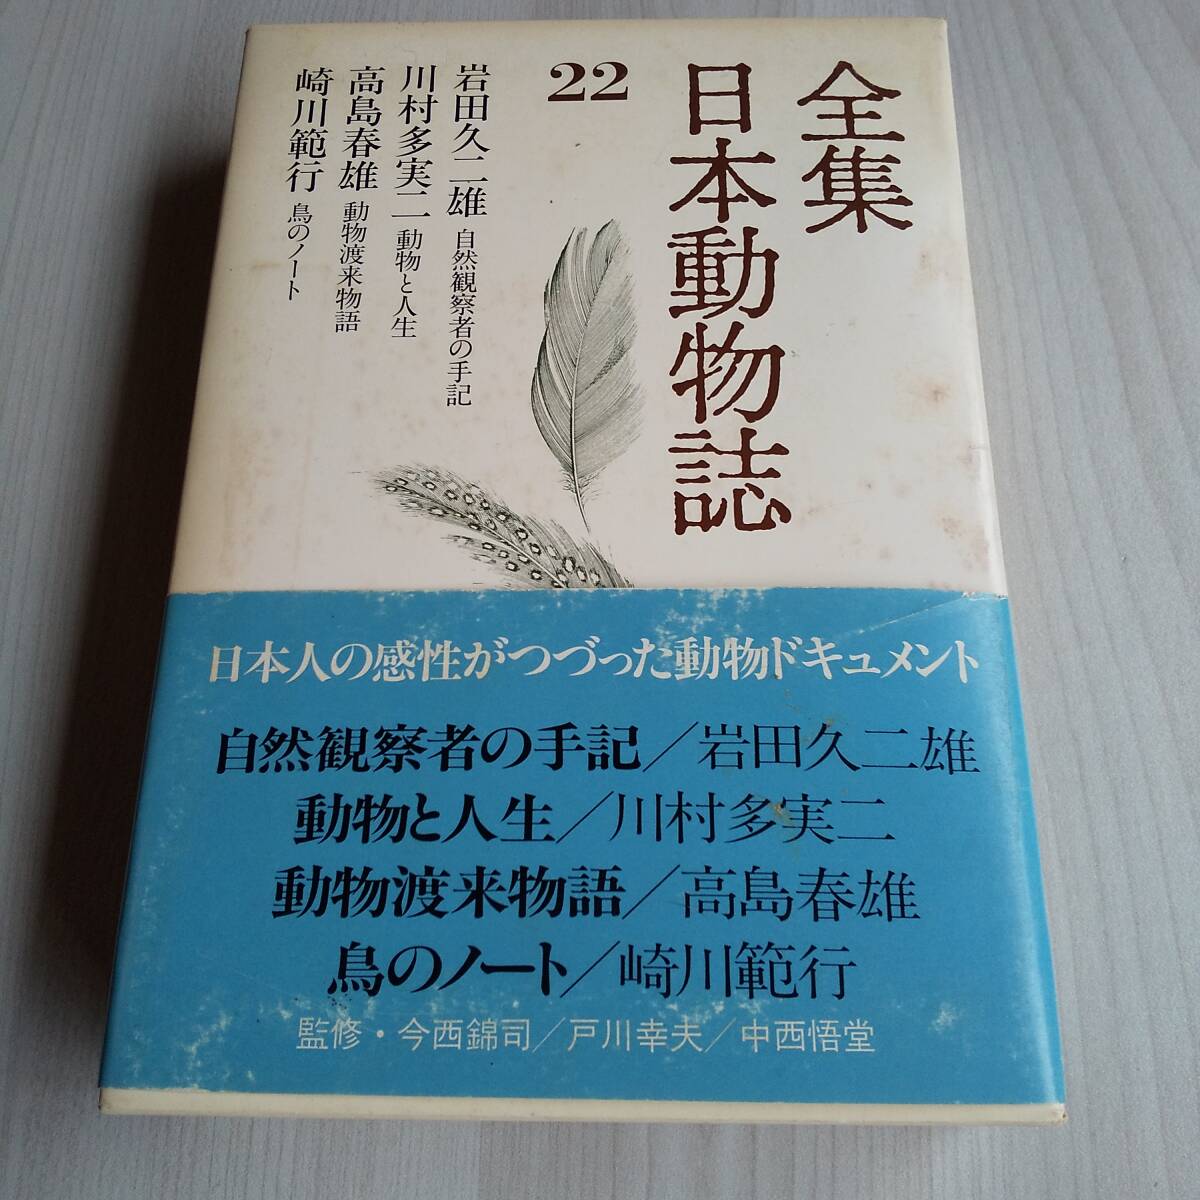 全集
日本動物誌
22
岩田久二雄 自然観察者の手記
川村多実二 動物と人生
高島春雄 動物渡来物語
崎川範行 鳥のノート
日本人の感性がつづった動物ドキュメント
自然観察者の手記/岩田久二雄
動物と人生/川村多実二
動物渡来物語/高島春雄
鳥のノート/崎川範行
監修・今西錦司/戸川幸夫/中西悟堂